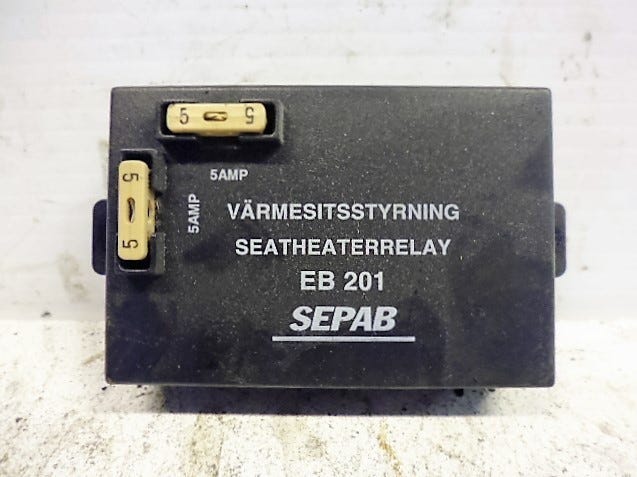 5 5
5AMP
5 5
5AMP
VÄRMESITSSTYRNING
SEATHEATERRELAY
EB 201
SEPAB